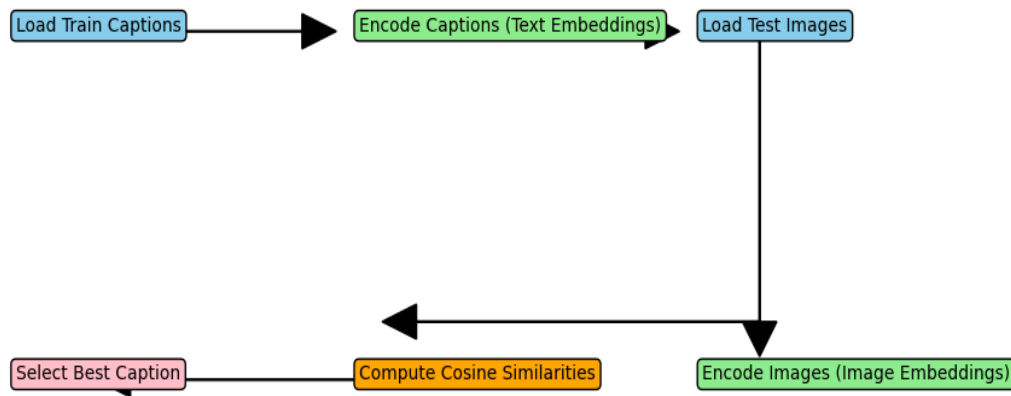 Load Train Captions
Encode Captions (Text Embeddings)
Load Test Images
Select Best Caption
Compute Cosine Similarities
Encode Images (Image Embeddings)